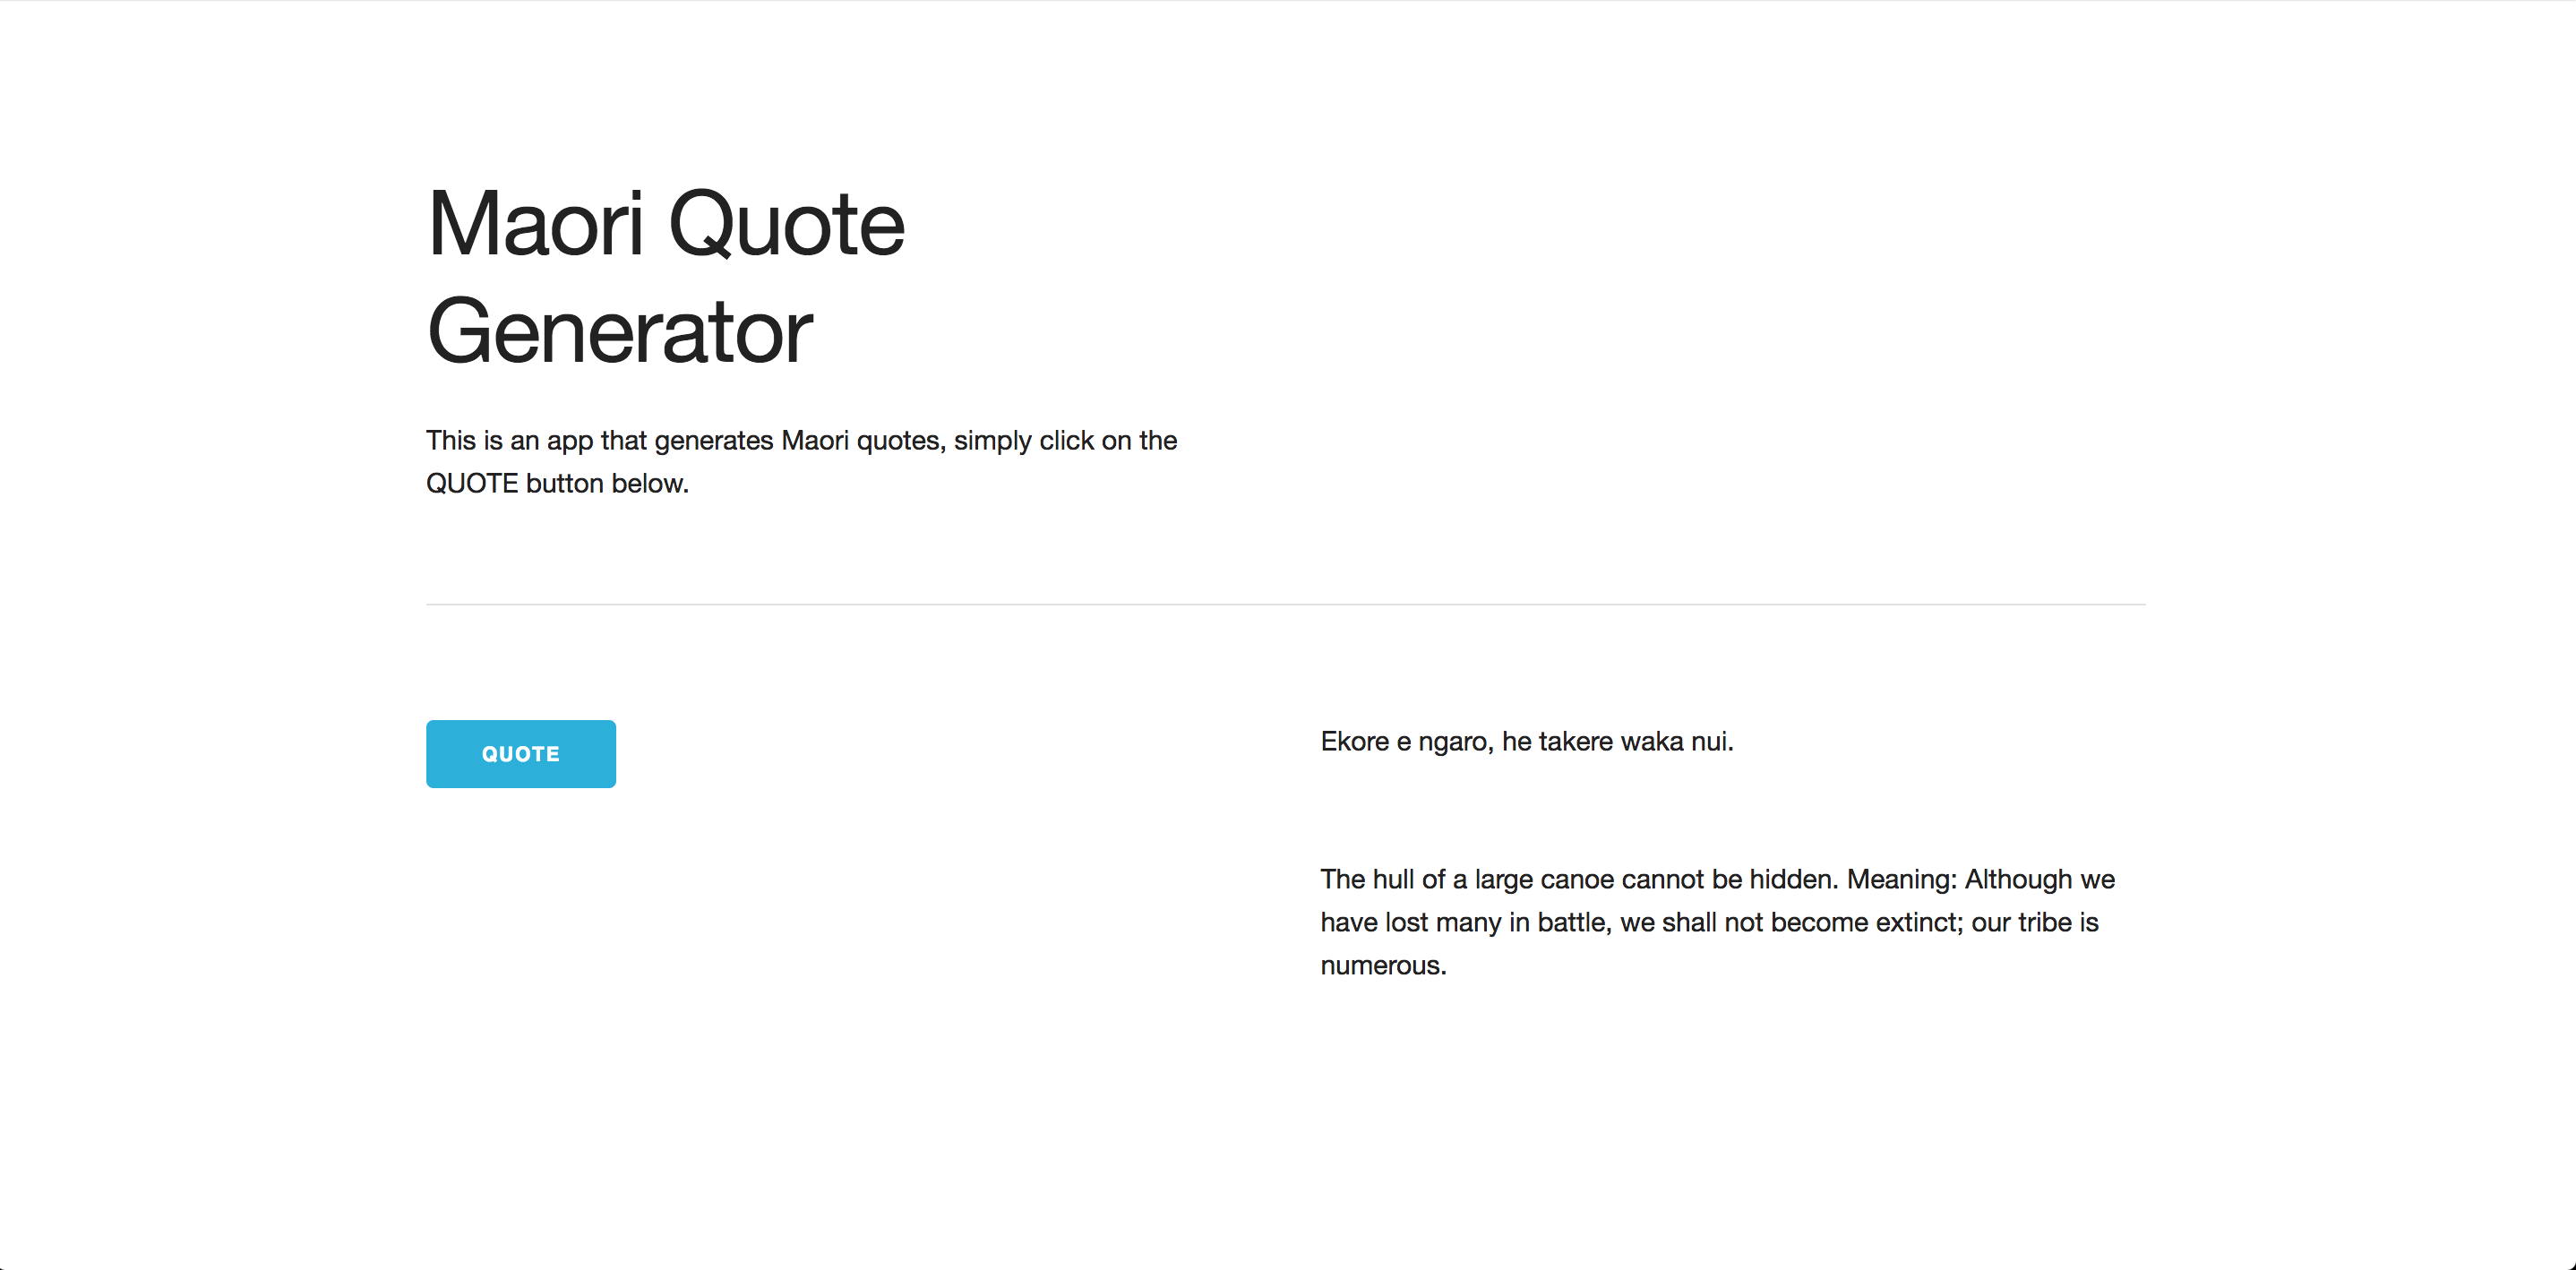 Maori Quote
Generator
This is an app that generates Maori quotes, simply click on the
QUOTE button below.
QUOTE
Ekore e ngaro, he takere waka nui.
The hull of a large canoe cannot be hidden. Meaning: Although we
have lost many in battle, we shall not become extinct; our tribe is
numerous.